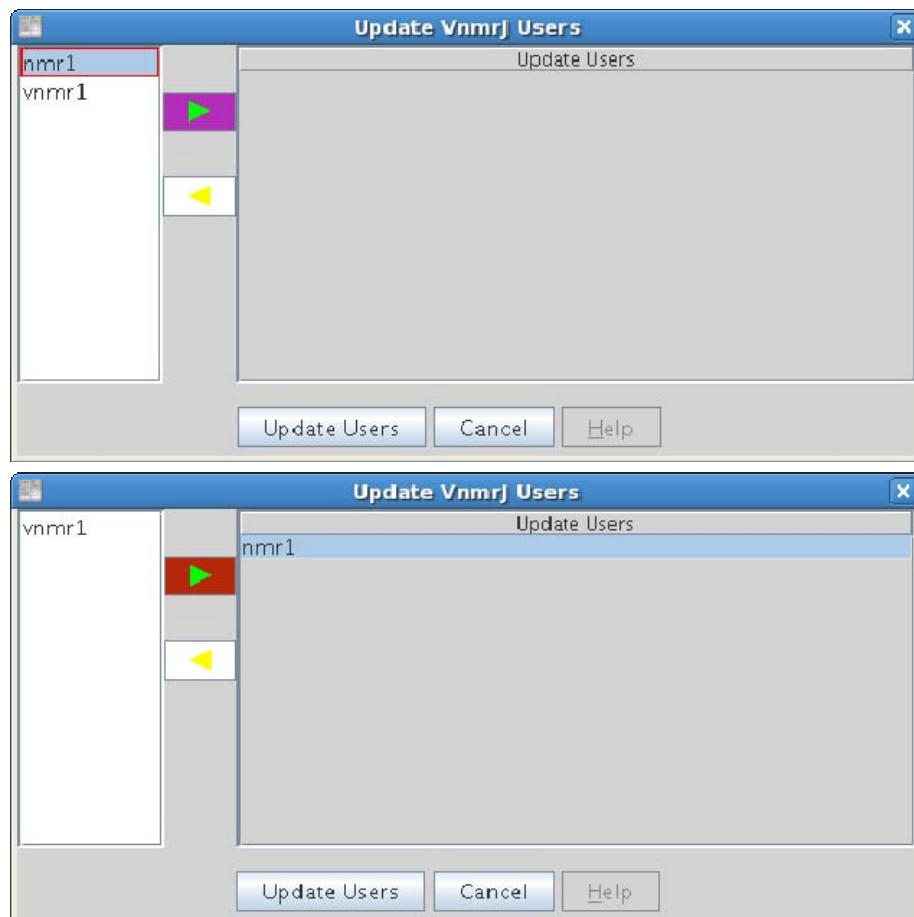 Update VnmrJ Users
nmr1
vnmr1
Update Users
Update Users
Cancel
Help
Update VnmrJ Users
vnmr1
Update Users
nmr1
Update Users
Cancel
Help